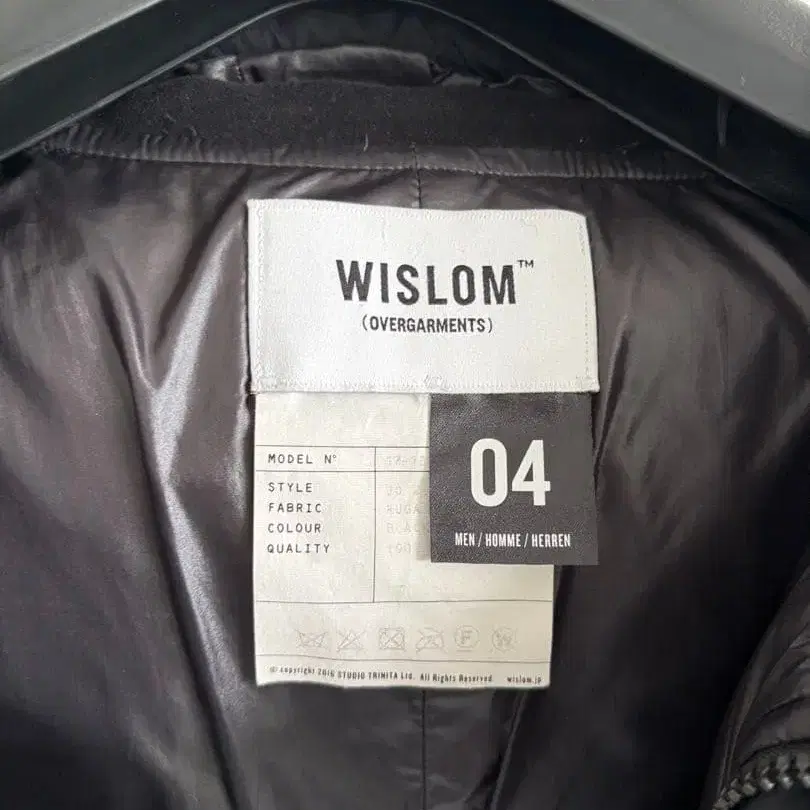 WISLOM™
(OVERGARMENTS)
MODEL N°
STYLE
FABRIC
COLOUR
QUALITY
04
MEN / HOMME / HERREN
F
W
© copyright 2016 STUDIO TRINITA Ltd. All Rights Reserved. wislom.jp